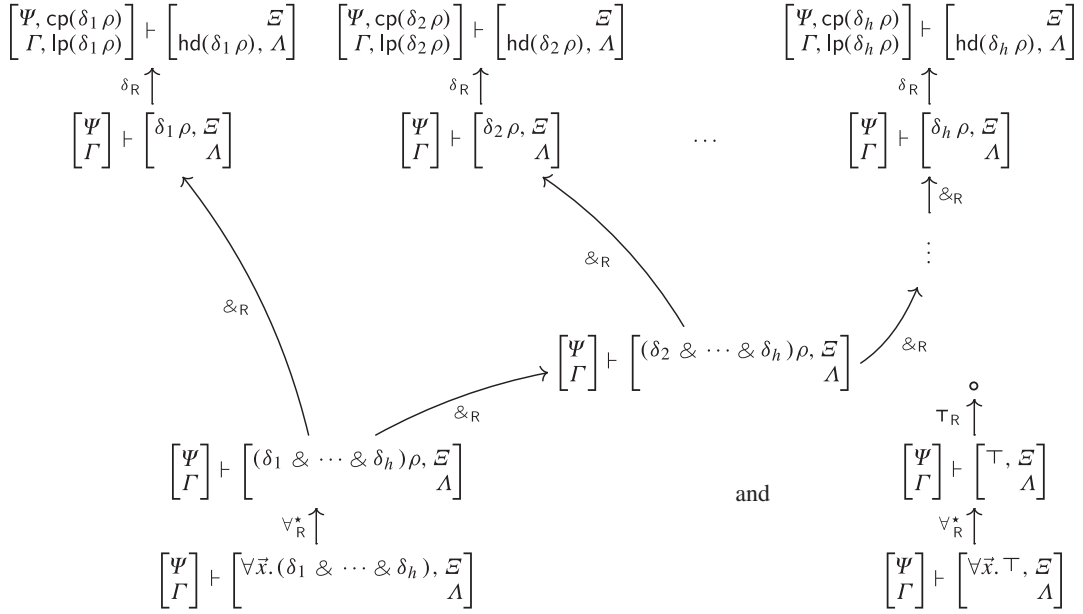 [Ψ, cp(δ₁ ρ) / Γ, lp(δ₁ ρ)] ⊢ [Ξ / hd(δ₁ ρ), Λ] [Ψ, cp(δ₂ ρ) / Γ, lp(δ₂ ρ)] ⊢ [Ξ / hd(δ₂ ρ), Λ] [Ψ, cp(δₕ ρ) / Γ, lp(δₕ ρ)] ⊢ [Ξ / hd(δₕ ρ), Λ]
δ_R ↑ δ_R ↑ δ_R ↑
[Ψ / Γ] ⊢ [δ₁ ρ, Ξ / Λ] [Ψ / Γ] ⊢ [δ₂ ρ, Ξ / Λ] ⋯ [Ψ / Γ] ⊢ [δₕ ρ, Ξ / Λ]
↑ &_R
⋮
&_R
&_R
&_R
[Ψ / Γ] ⊢ [(δ₂ & ⋯ & δₕ)ρ, Ξ / Λ]
∘
&_R
⊤_R ↑
[Ψ / Γ] ⊢ [(δ₁ & ⋯ & δₕ)ρ, Ξ / Λ] [Ψ / Γ] ⊢ [⊤, Ξ / Λ]
and
∀*_R ↑ ∀*_R ↑
[Ψ / Γ] ⊢ [∀x⃗.(δ₁ & ⋯ & δₕ), Ξ / Λ] [Ψ / Γ] ⊢ [∀x⃗.⊤, Ξ / Λ]